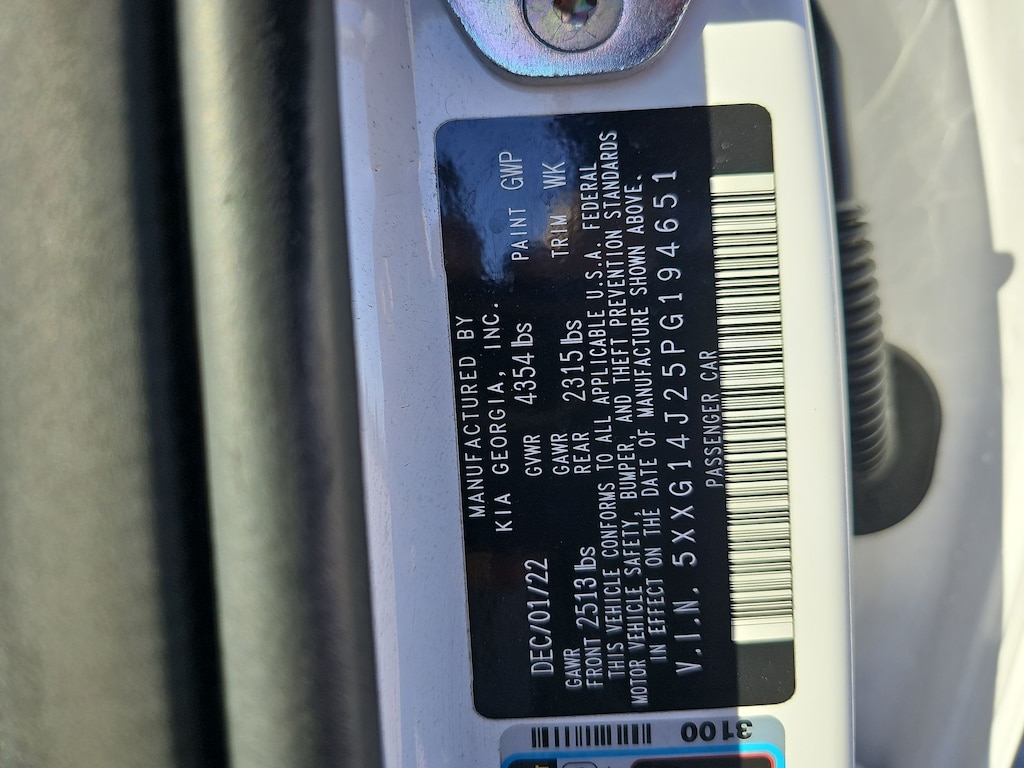 MANUFACTURED BY
KIA GEORGIA, INC.
DEC/01/22 GVWR 4354 lbs PAINT GWP
GAWR FRONT 2513 lbs GAWR REAR 2315 lbs TRIM WK
THIS VEHICLE CONFORMS TO ALL APPLICABLE U.S.A. FEDERAL
MOTOR VEHICLE SAFETY, BUMPER, AND THEFT PREVENTION STANDARDS
IN EFFECT ON THE DATE OF MANUFACTURE SHOWN ABOVE.
V.I.N. 5XXG14J25PG194651
PASSENGER CAR
3100